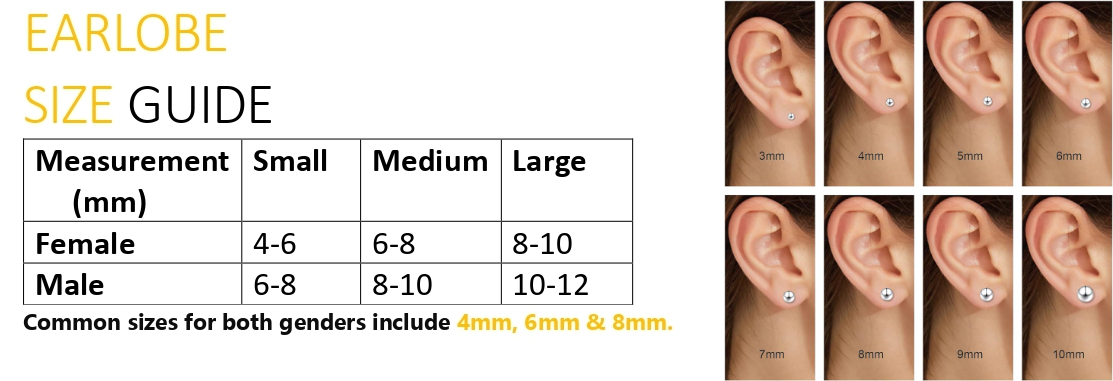 EARLOBE
SIZE GUIDE
Measurement (mm) Small Medium Large
Female 4-6 6-8 8-10
Male 6-8 8-10 10-12
Common sizes for both genders include 4mm, 6mm & 8mm.
3mm 4mm 5mm 6mm
7mm 8mm 9mm 10mm